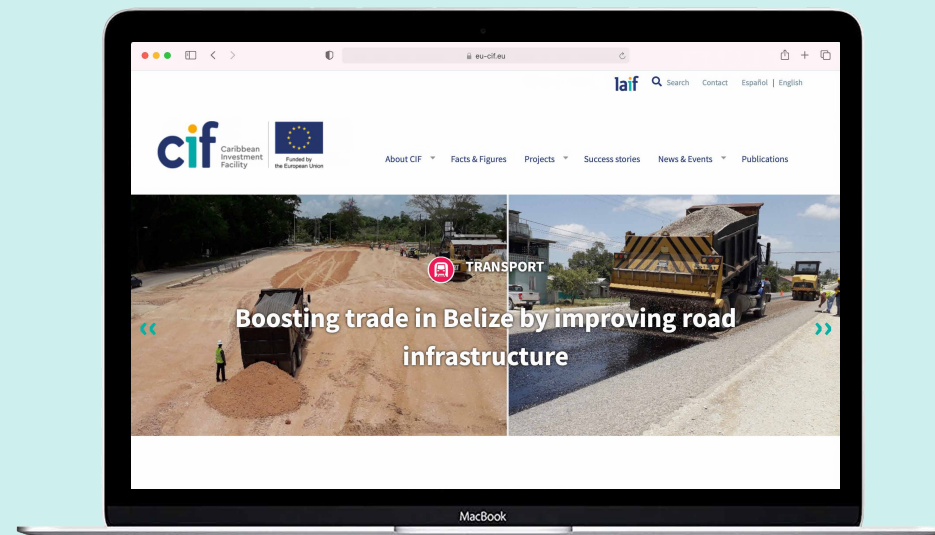 eu-cif.eu
laif
Search Contact Español | English
cif
Caribbean
Investment
Facility
Funded by
the European Union
About CIF Facts & Figures Projects Success stories News & Events Publications
TRANSPORT
Boosting trade in Belize by improving road
infrastructure
MacBook